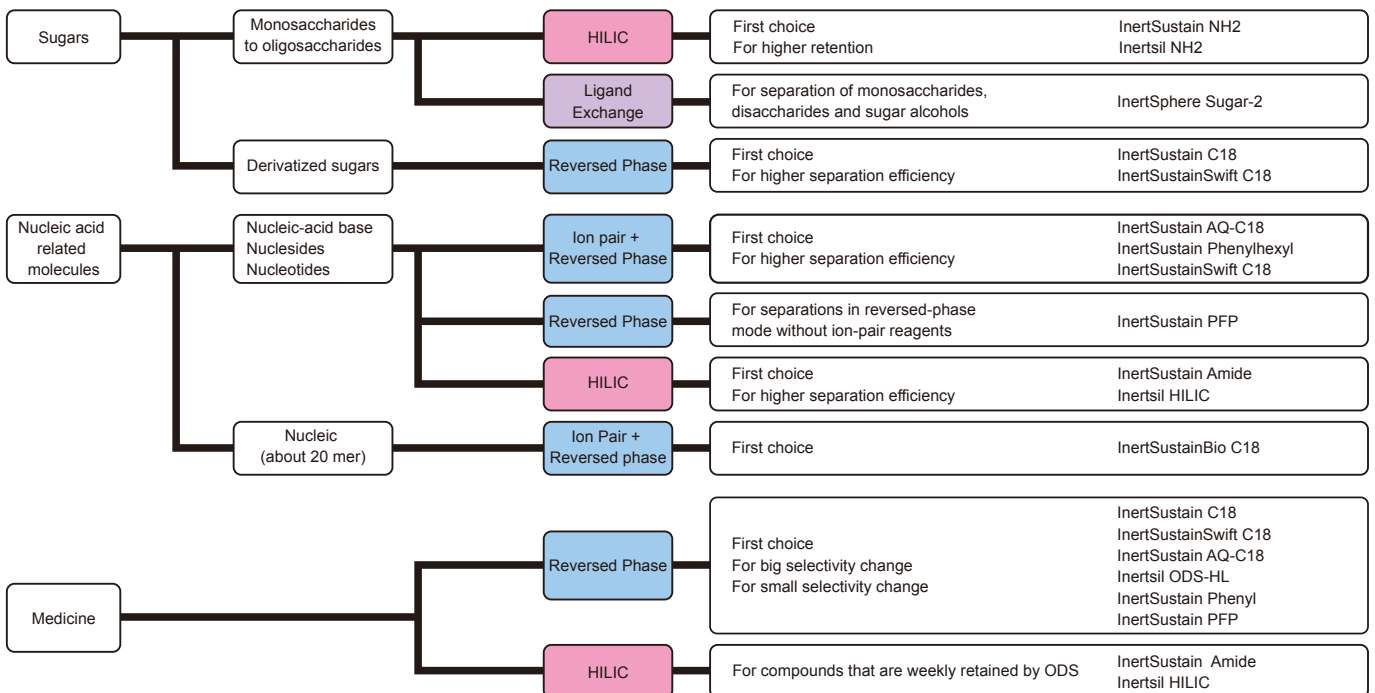 Sugars
Monosaccharides
to oligosaccharides
HILIC
First choice
For higher retention
InertSustain NH2
Inertsil NH2
Ligand
Exchange
For separation of monosaccharides,
disaccharides and sugar alcohols
InertSphere Sugar-2
Derivatized sugars
Reversed Phase
First choice
For higher separation efficiency
InertSustain C18
InertSustainSwift C18
Nucleic acid
related
molecules
Nucleic-acid base
Nuclesides
Nucleotides
Ion pair +
Reversed Phase
First choice
For higher separation efficiency
InertSustain AQ-C18
InertSustain Phenylhexyl
InertSustainSwift C18
Reversed Phase
For separations in reversed-phase
mode without ion-pair reagents
InertSustain PFP
HILIC
First choice
For higher separation efficiency
InertSustain Amide
Inertsil HILIC
Nucleic
(about 20 mer)
Ion Pair +
Reversed phase
First choice
InertSustainBio C18
Medicine
Reversed Phase
First choice
For big selectivity change
For small selectivity change
InertSustain C18
InertSustainSwift C18
InertSustain AQ-C18
Inertsil ODS-HL
InertSustain Phenyl
InertSustain PFP
HILIC
For compounds that are weekly retained by ODS
InertSustain Amide
Inertsil HILIC